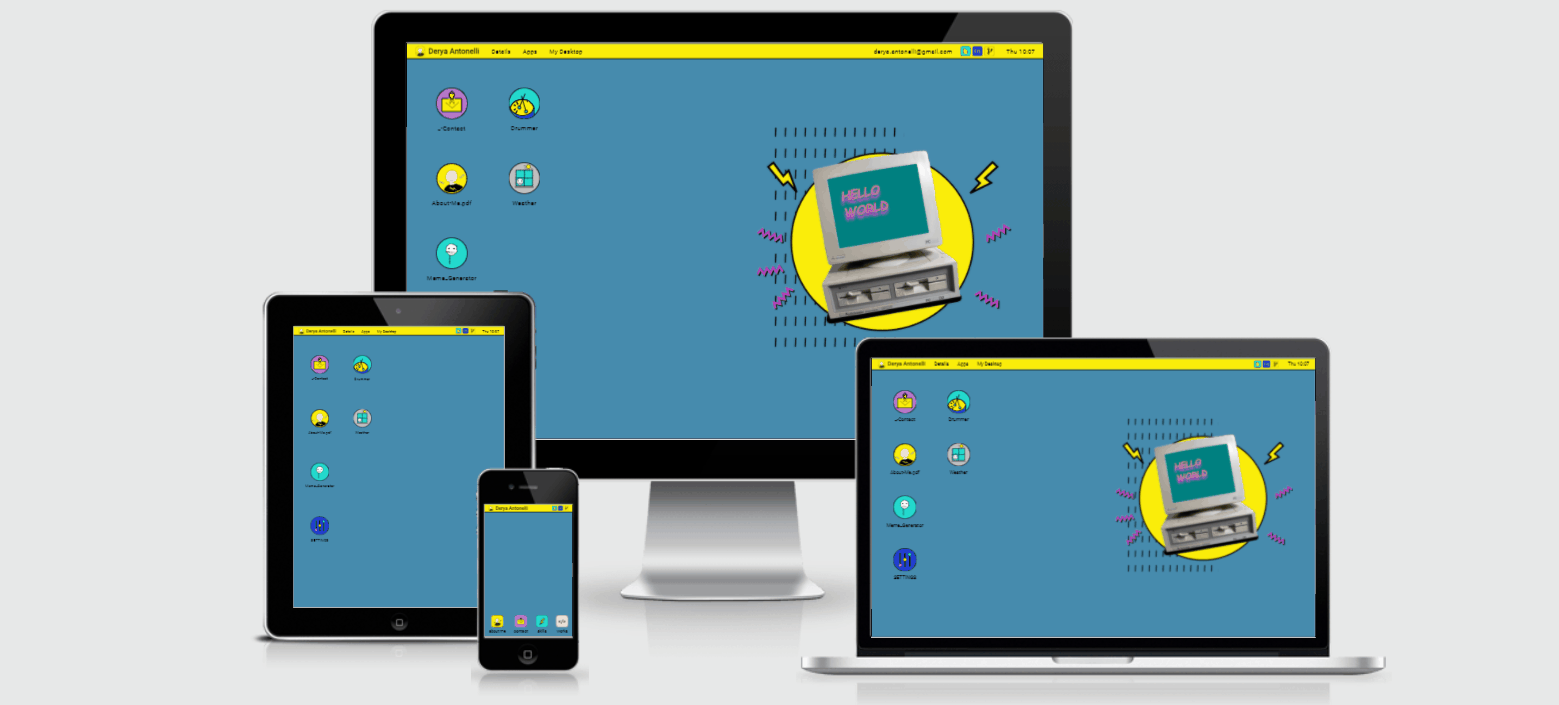 Derya Antonelli Details Apps My Desktop derya.antonelli@gmail.com in Thu 10:07
../Contact Drummer
AboutMe.pdf Weather
Meme_Generator
HELLO
WORLD
Derya Antonelli Details Apps My Desktop Thu 10:07
../Contact Drummer
AboutMe.pdf Weather
Meme_Generator
SETTINGS
Derya Antonelli
aboutme contact skills works
Derya Antonelli Details Apps My Desktop in Thu 10:07
../Contact Drummer
AboutMe.pdf Weather
Meme_Generator
SETTINGS
HELLO
WORLD